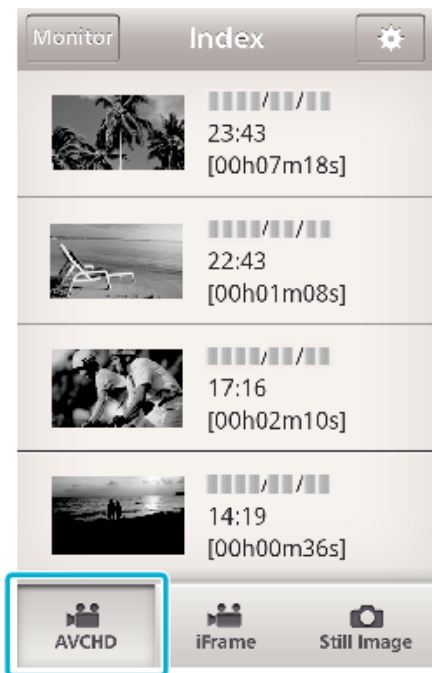 Monitor Index
23:43
[00h07m18s]
22:43
[00h01m08s]
17:16
[00h02m10s]
14:19
[00h00m36s]
AVCHD iFrame Still Image